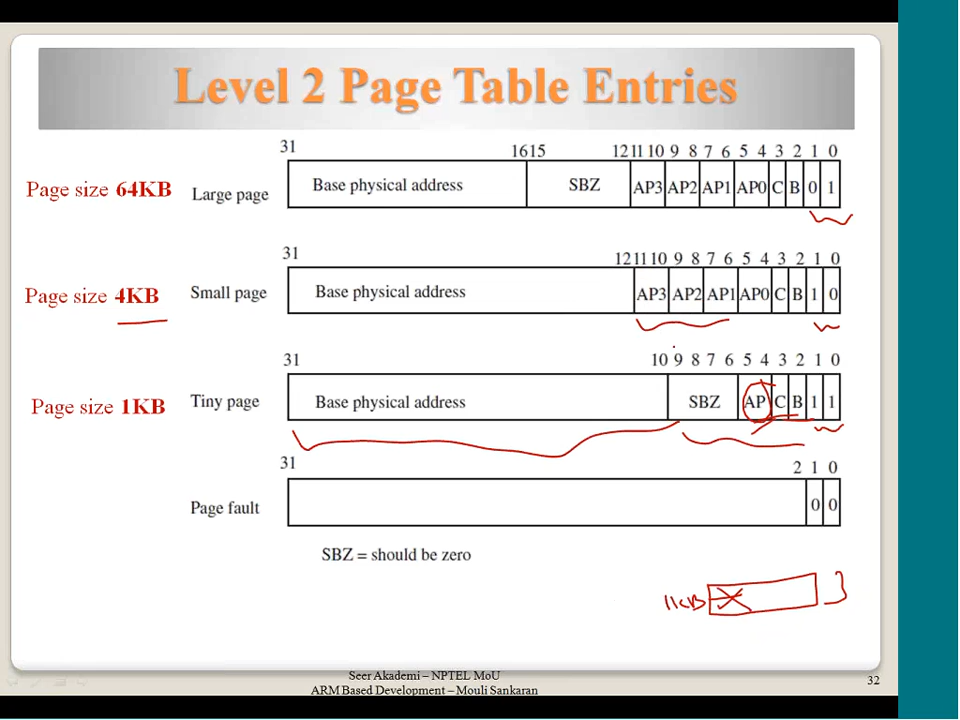 Level 2 Page Table Entries
31 16 15 12 11 10 9 8 7 6 5 4 3 2 1 0
Page size 64KB Large page Base physical address SBZ AP3 AP2 AP1 AP0 C B 0 1
31 12 11 10 9 8 7 6 5 4 3 2 1 0
Page size 4KB Small page Base physical address AP3 AP2 AP1 AP0 C B 1 0
31 10 9 8 7 6 5 4 3 2 1 0
Page size 1KB Tiny page Base physical address SBZ AP C B 1 1
31 2 1 0
Page fault 0 0
SBZ = should be zero
Seer Akademi – NPTEL MoU
ARM Based Development – Mouli Sankaran
32